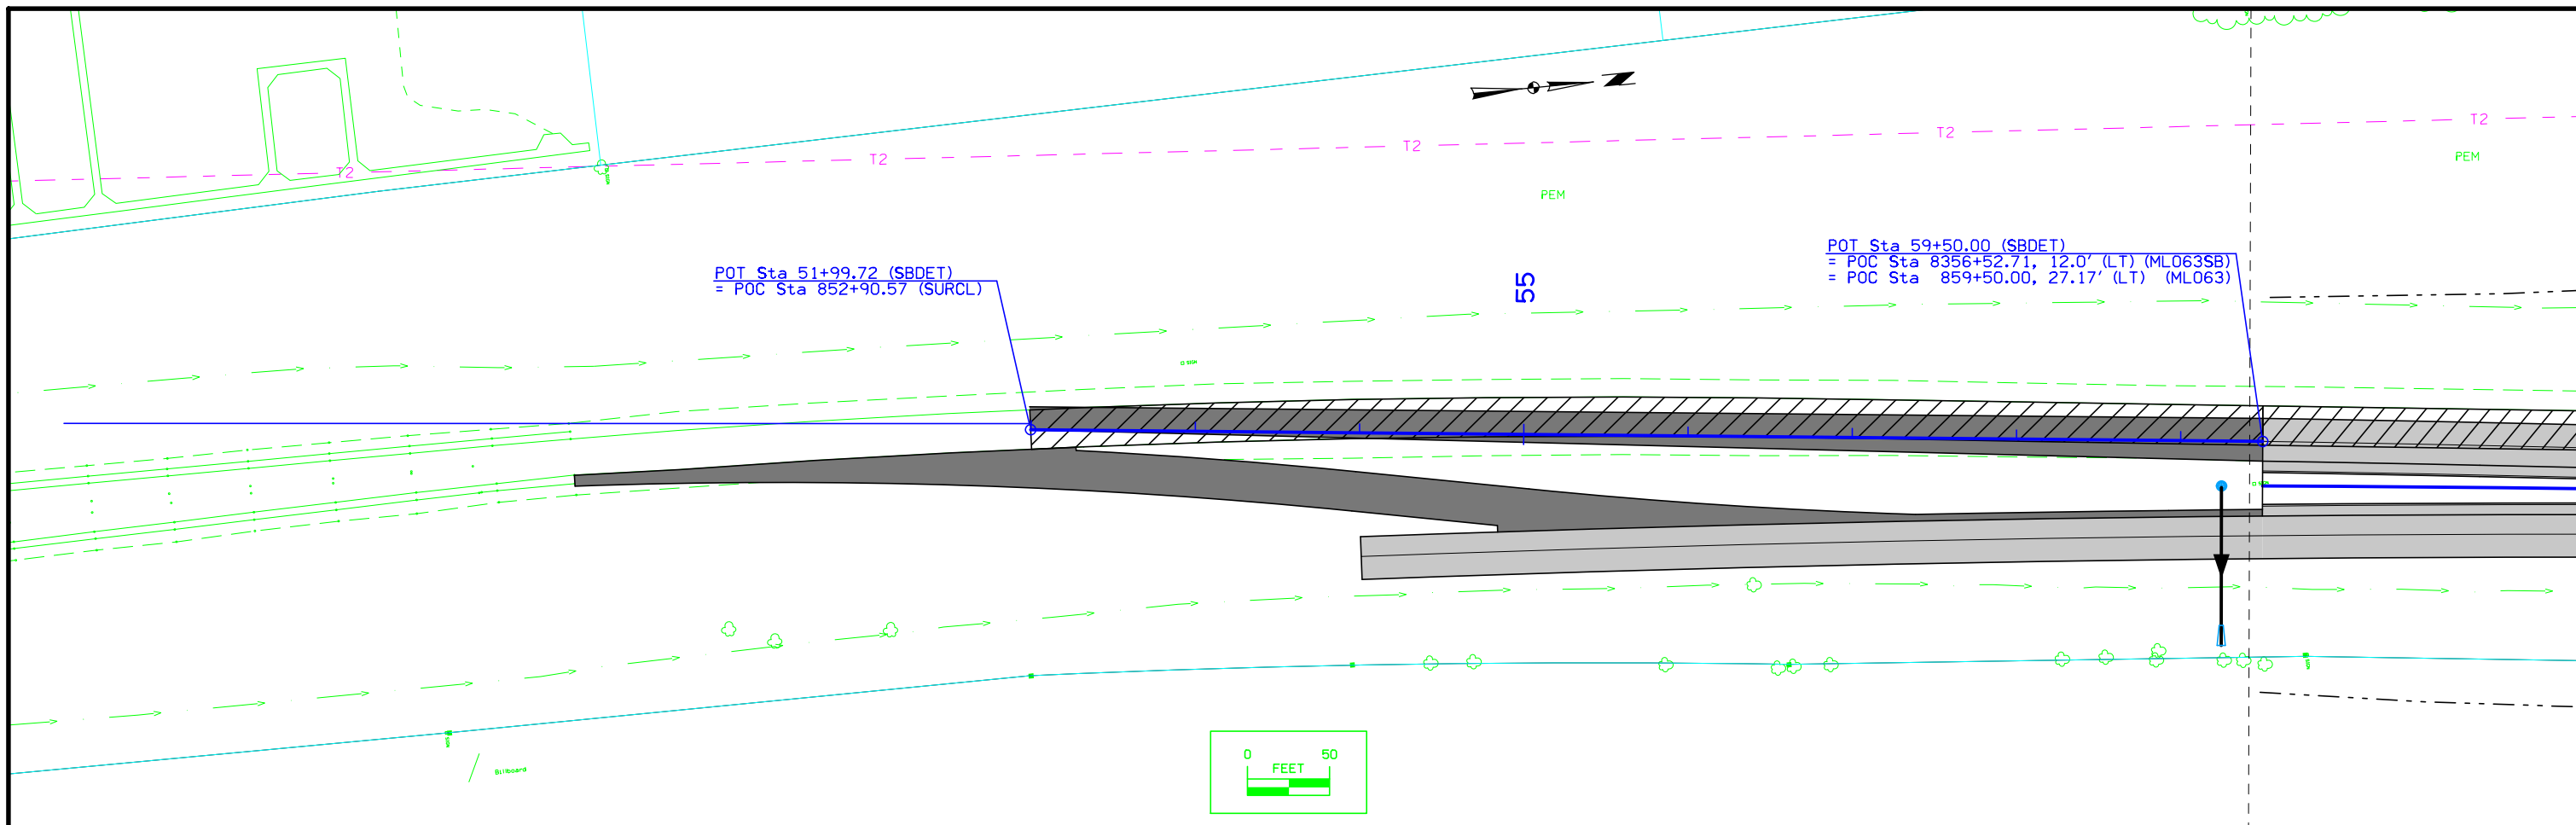 T2
T2
T2
T2
T2
PEM
PEM
POT Sta 51+99.72 (SBDET)
= POC Sta 852+90.57 (SURCL)
55
POT Sta 59+50.00 (SBDET)
= POC Sta 8356+52.71, 12.0' (LT) (ML063SB)
= POC Sta 859+50.00, 27.17' (LT) (ML063)
SIGN
N
0 50
FEET
Billboard